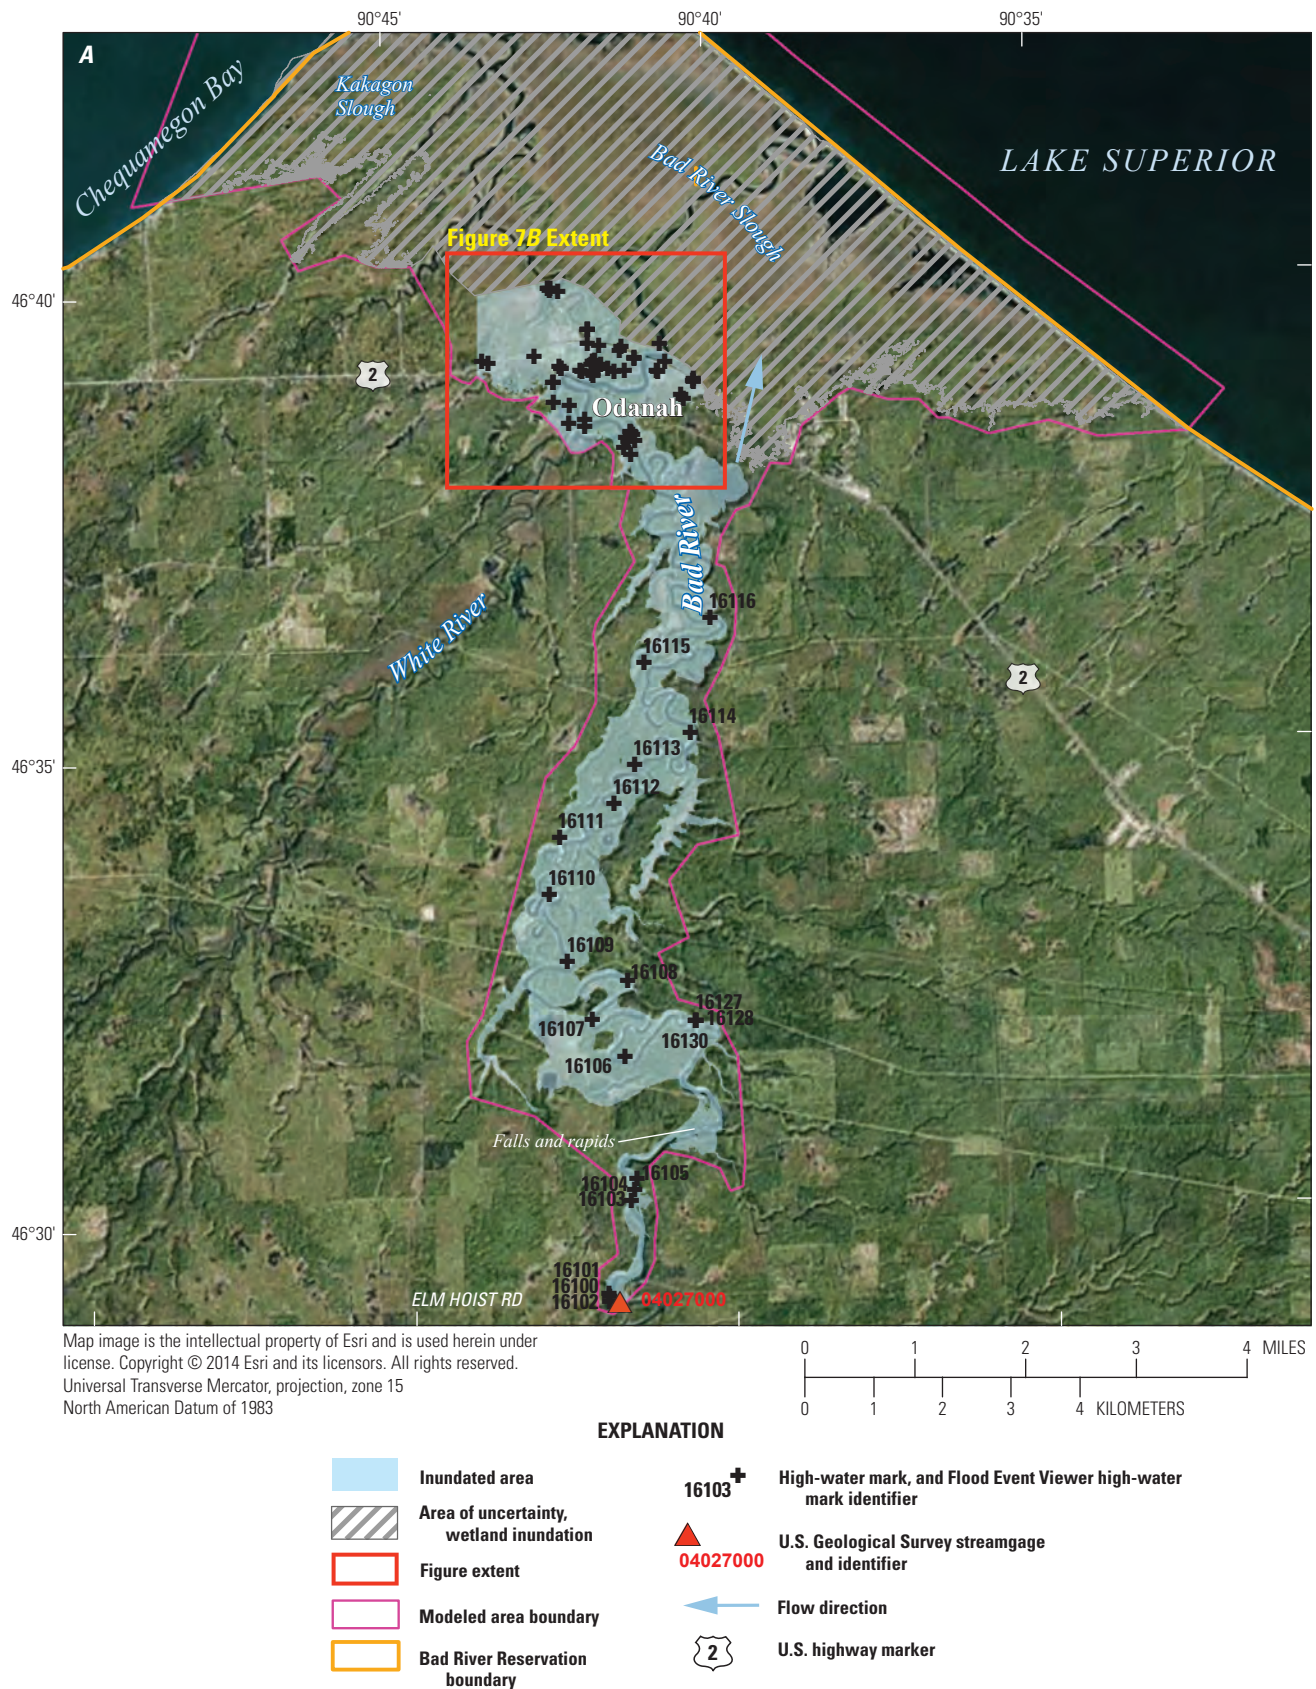 90°45'
90°40'
90°35'
A
Kakagon
Slough
Chequamegon Bay
Bad River Slough
LAKE SUPERIOR
Figure 7B Extent
46°40'
2
Odanah
Bad River
White River
16116
16115
2
16114
16113
46°35'
16112
16111
16110
16109
16108
16127
16128
16107
16130
16106
Falls and rapids
16105
16104
16103
46°30'
16101
16100
16102
ELM HOIST RD
04027000
Map image is the intellectual property of Esri and is used herein under
license. Copyright © 2014 Esri and its licensors. All rights reserved.
Universal Transverse Mercator, projection, zone 15
North American Datum of 1983
0 1 2 3 4 MILES
0 1 2 3 4 KILOMETERS
EXPLANATION
Inundated area
Area of uncertainty,
wetland inundation
Figure extent
Modeled area boundary
Bad River Reservation
boundary
16103
High-water mark, and Flood Event Viewer high-water
mark identifier
04027000
U.S. Geological Survey streamgage
and identifier
Flow direction
2
U.S. highway marker